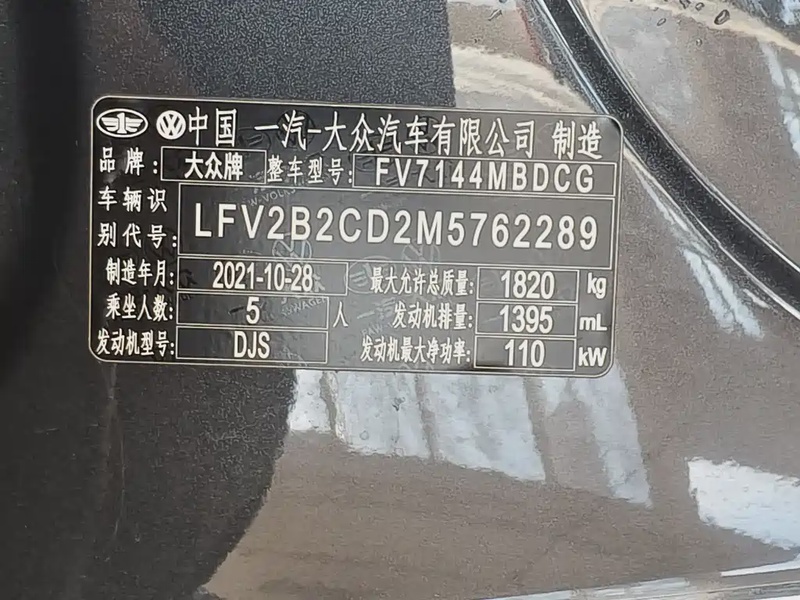 中国 一汽-大众汽车有限公司 制造
品牌: 大众牌 整车型号: FV7144MBDCG
车辆识别代号: LFV2B2CD2M5762289
制造年月: 2021-10-28 最大允许总质量: 1820 kg
乘坐人数: 5 人 发动机排量: 1395 mL
发动机型号: DJS 发动机最大净功率: 110 kW